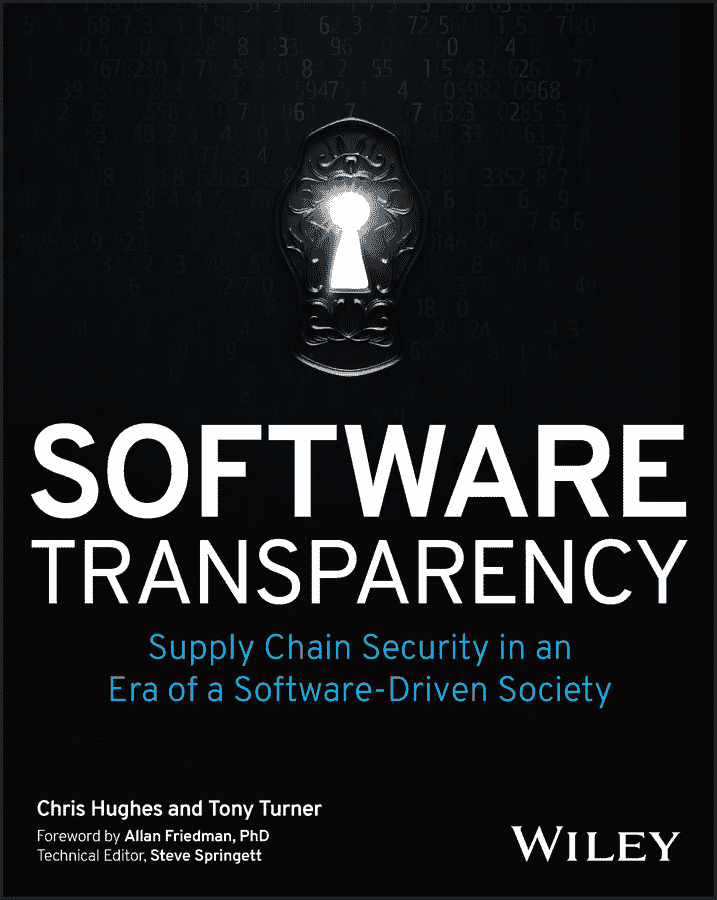 SOFTWARE
TRANSPARENCY
Supply Chain Security in an
Era of a Software-Driven Society
Chris Hughes and Tony Turner
Foreword by Allan Friedman, PhD
Technical Editor, Steve Springett
WILEY